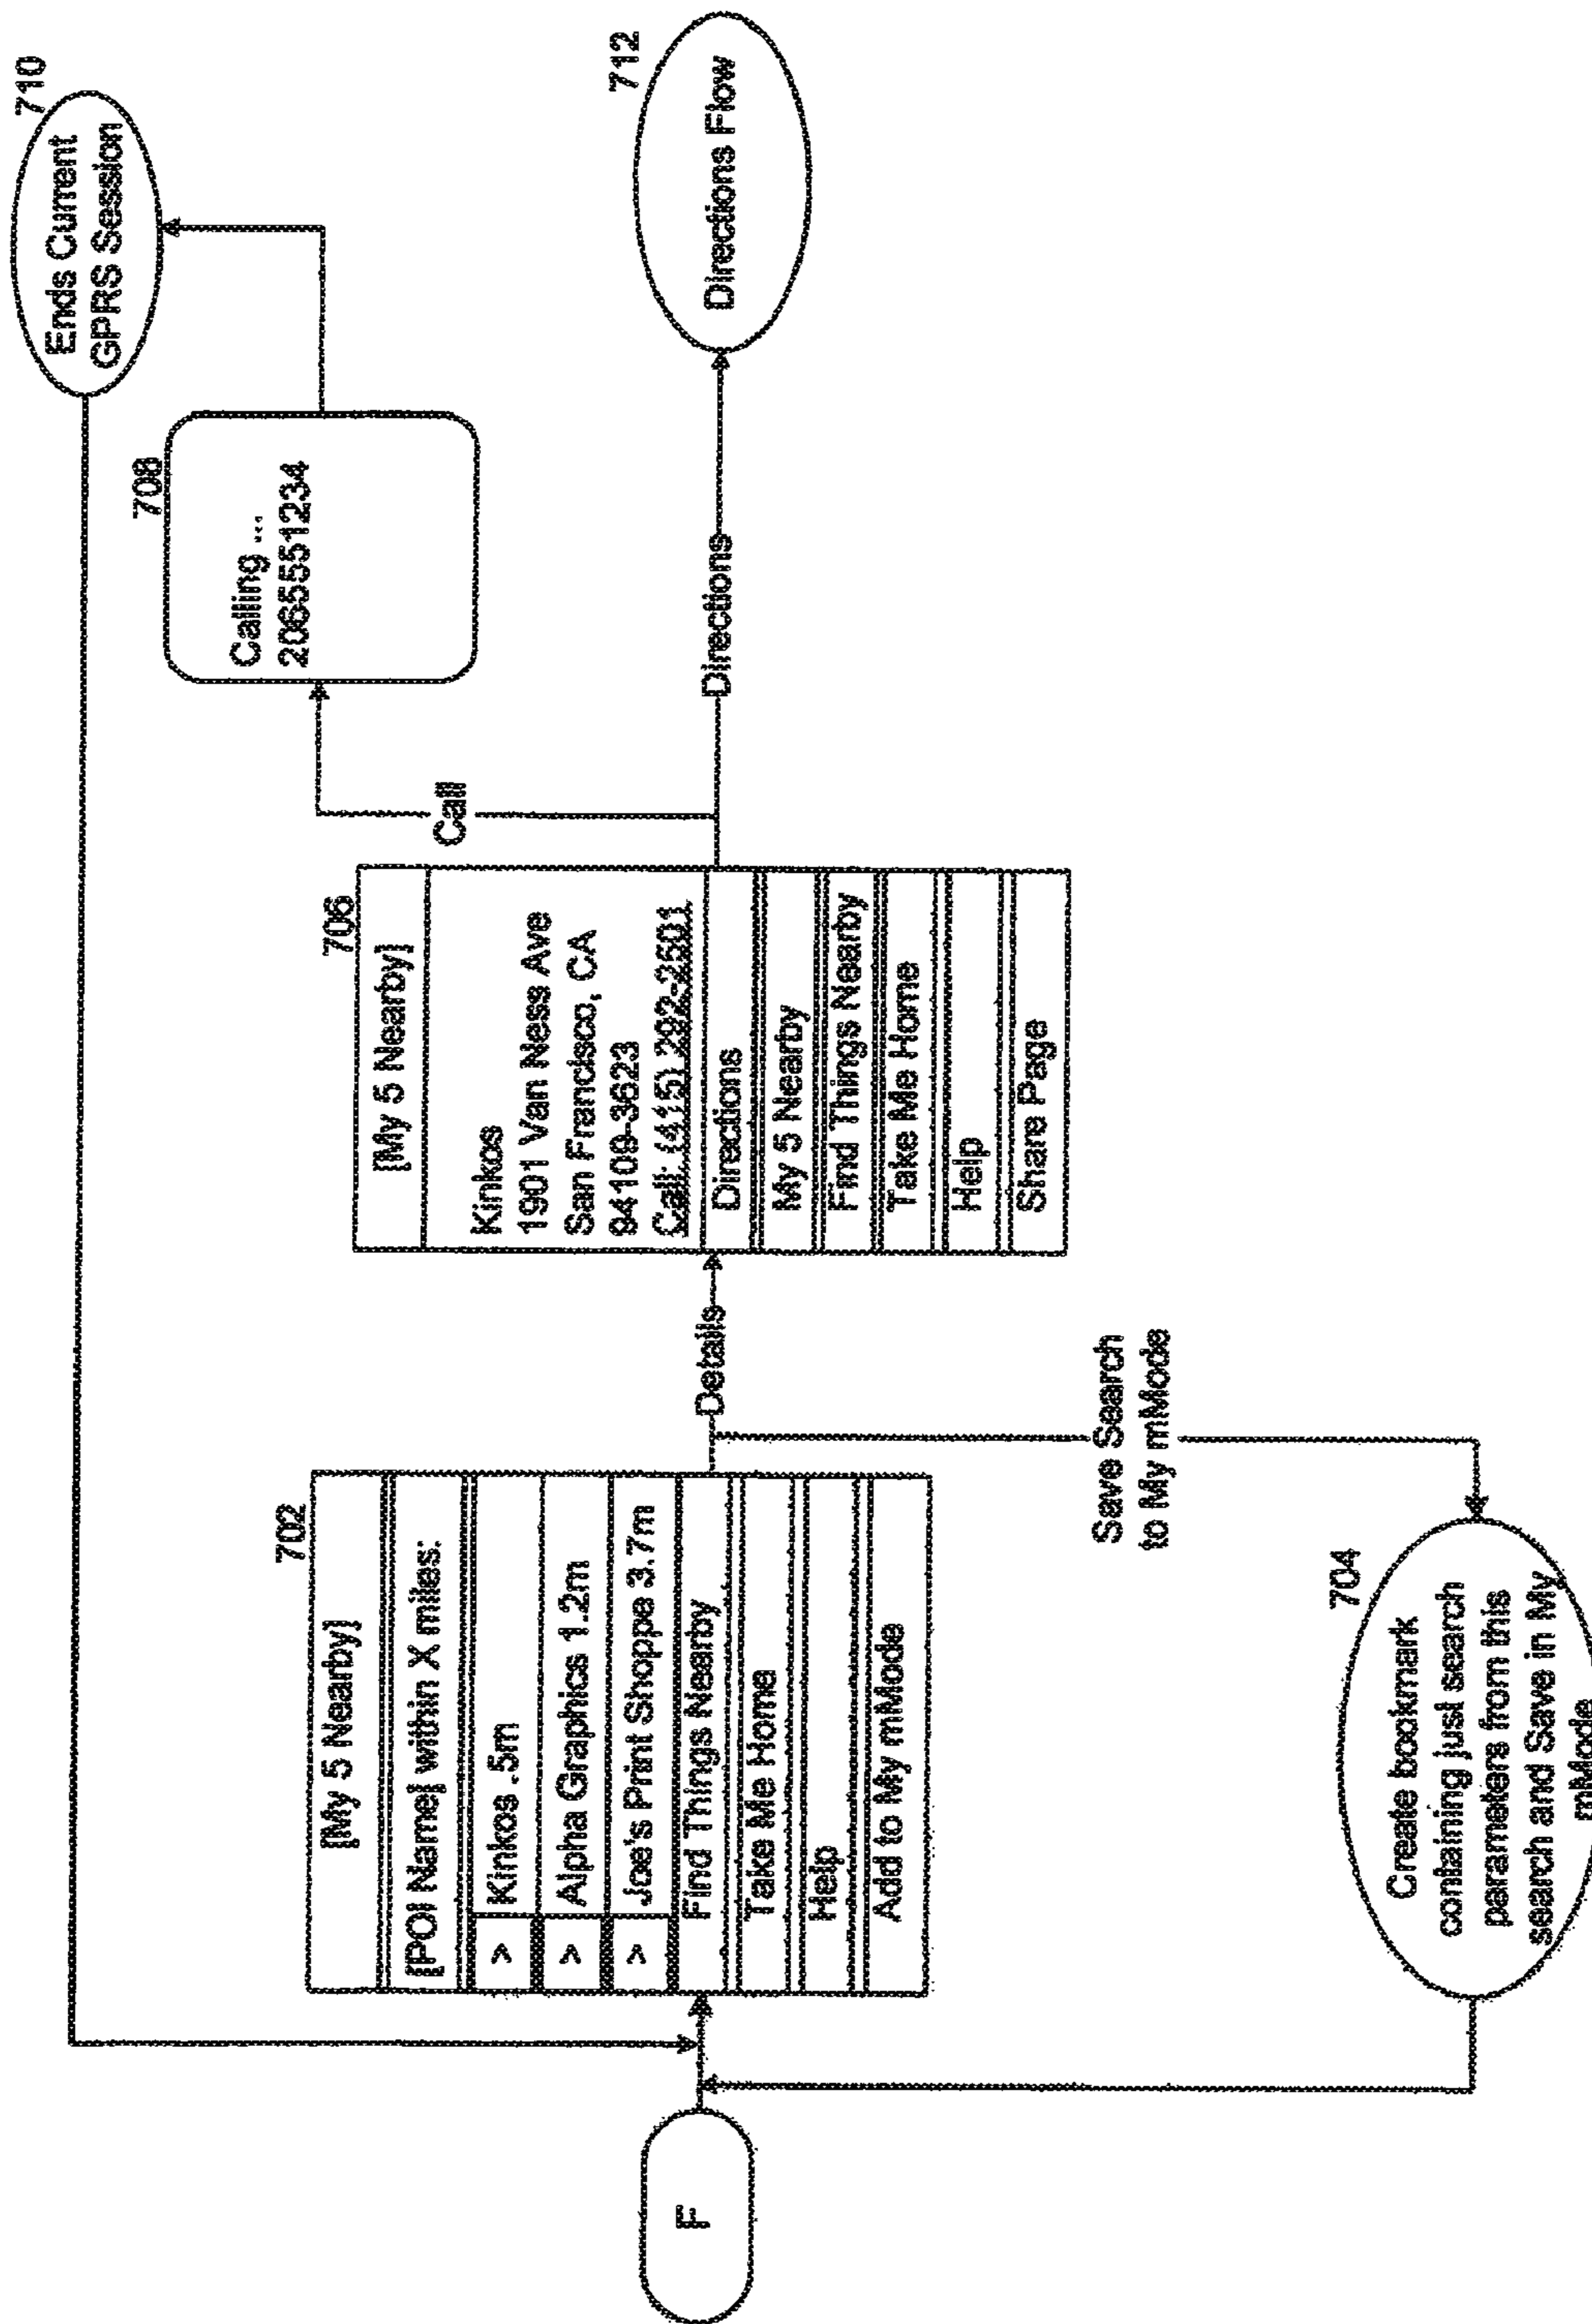 F
702
[My 5 Nearby]
[POI Name] within X miles:
> Kinkos .5m
> Alpha Graphics 1.2m
> Joe's Print Shoppe 3.7m
Find Things Nearby
Take Me Home
Help
Add to My mMode
Details
Save Search
to My mMode
704
Create bookmark
containing just search
parameters from this
search and Save in My
mMode
706
[My 5 Nearby]
Kinkos
1901 Van Ness Ave
San Francisco, CA
94109-3623
Call: (415) 292-2501
Directions
My 5 Nearby
Find Things Nearby
Take Me Home
Help
Share Page
Call
Directions
708
Calling ...
2065551234
710
Ends Current
GPRS Session
712
Directions Flow